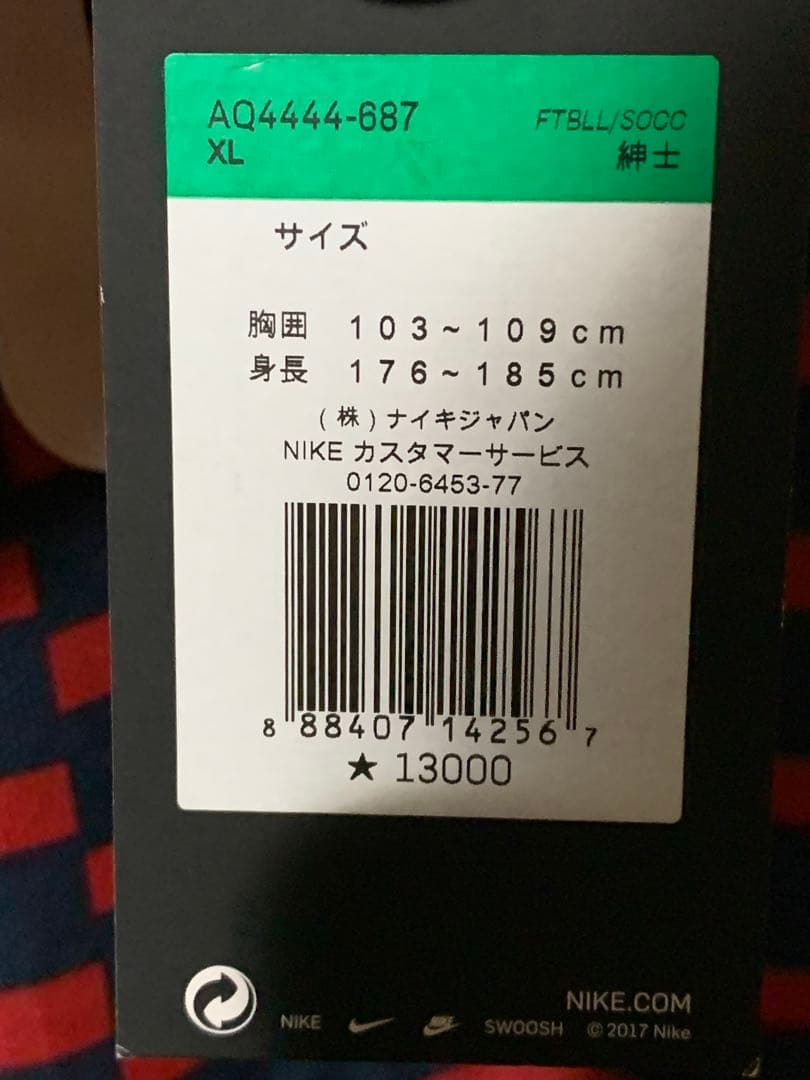 AQ4444-687
FTBLL/SOCC
XL
紳士
サイズ
胸囲 103~109cm
身長 176~185cm
(株)ナイキジャパン
NIKE カスタマーサービス
0120-6453-77
8 88407 14256 7
★ 13000
NIKE.COM
NIKE SWOOSH © 2017 Nike